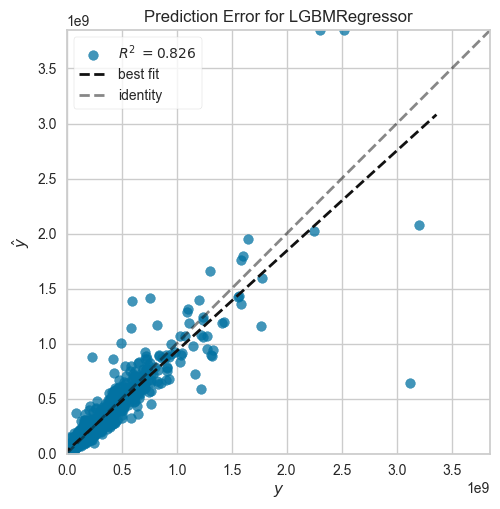 Prediction Error for LGBMRegressor
1e9
R² = 0.826
best fit
identity
3.5
3.0
2.5
2.0
1.5
1.0
0.5
0.0
ŷ
0.0 0.5 1.0 1.5 2.0 2.5 3.0 3.5
1e9
y